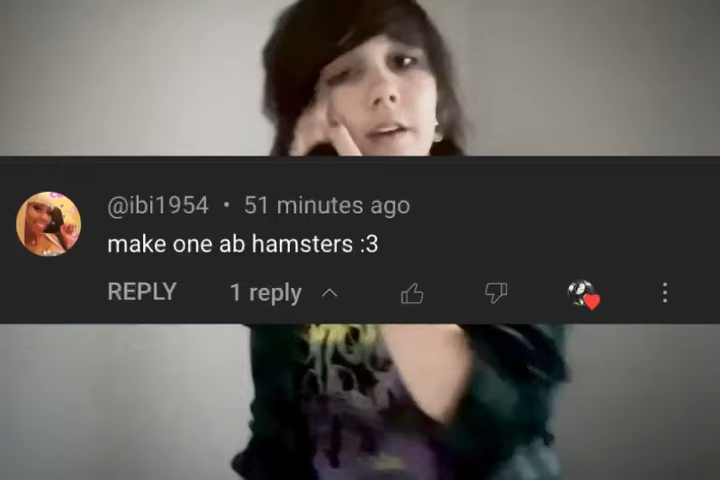 @ibi1954 • 51 minutes ago
make one ab hamsters :3
REPLY 1 reply